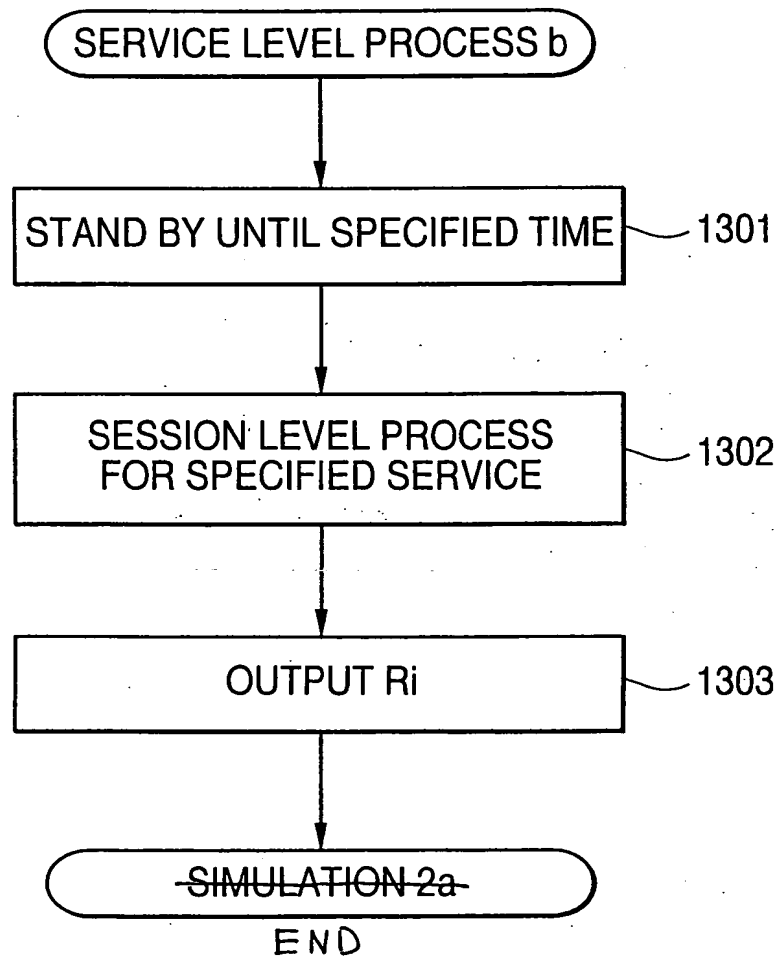 SERVICE LEVEL PROCESS b
STAND BY UNTIL SPECIFIED TIME
1301
SESSION LEVEL PROCESS
FOR SPECIFIED SERVICE
1302
OUTPUT Ri
1303
SIMULATION 2a
END